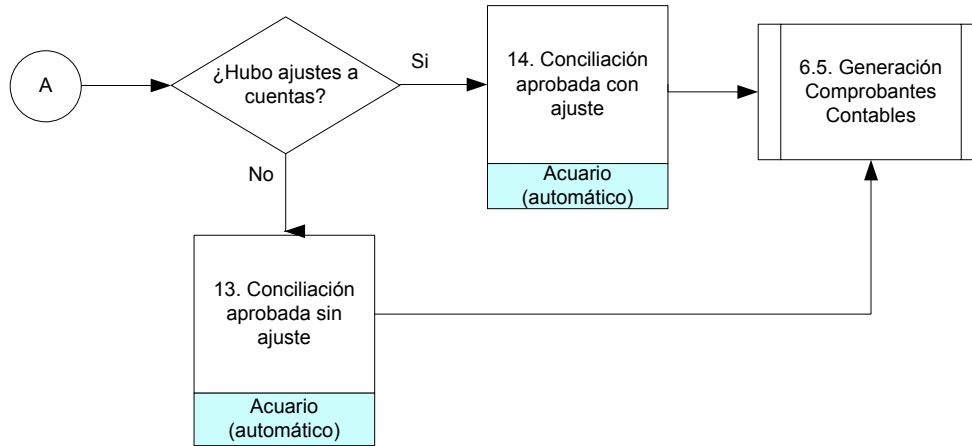 A
¿Hubo ajustes a
cuentas?
Si
14. Conciliación
aprobada con
ajuste
Acuario
(automático)
6.5. Generación
Comprobantes
Contables
No
13. Conciliación
aprobada sin
ajuste
Acuario
(automático)